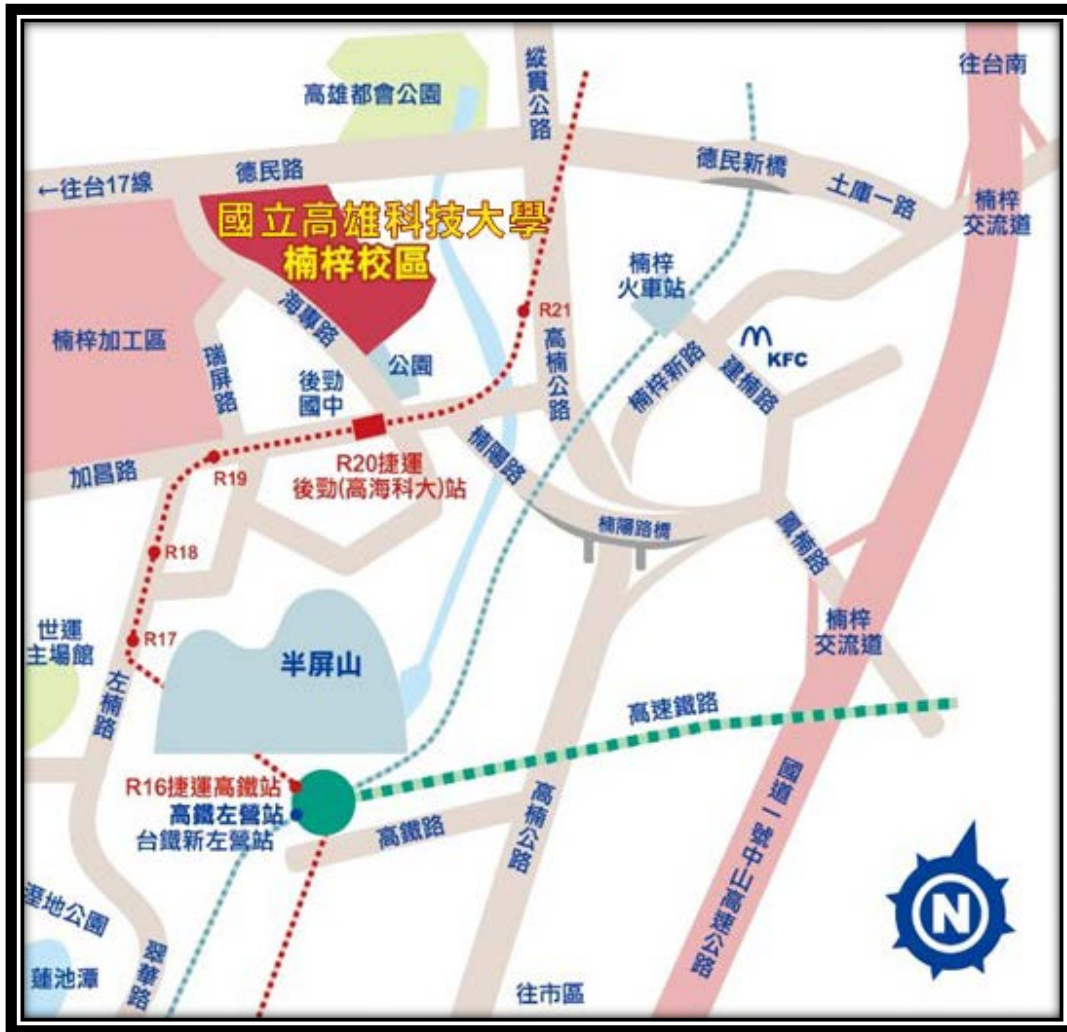 往台南
縱貫公路
高雄都會公園
德民路
德民新橋
←往台17線
土庫一路
楠梓
交流道
國立高雄科技大學
楠梓校區
楠梓
火車站
海專路
R21
楠梓加工區
瑞屏路
公園
高楠公路
楠梓新路
建楠路
KFC
後勁
國中
加昌路
R19
R20捷運
後勁(高海科大)站
楠陽路
楠陽路橋
鳳楠路
R18
世運
主場館
R17
半屏山
楠梓
交流道
左楠路
高速鐵路
R16捷運高鐵站
高鐵左營站
台鐵新左營站
高鐵路
高楠公路
國道一號中山高速公路
N
溼地公園
蓮池潭
翠華路
往市區